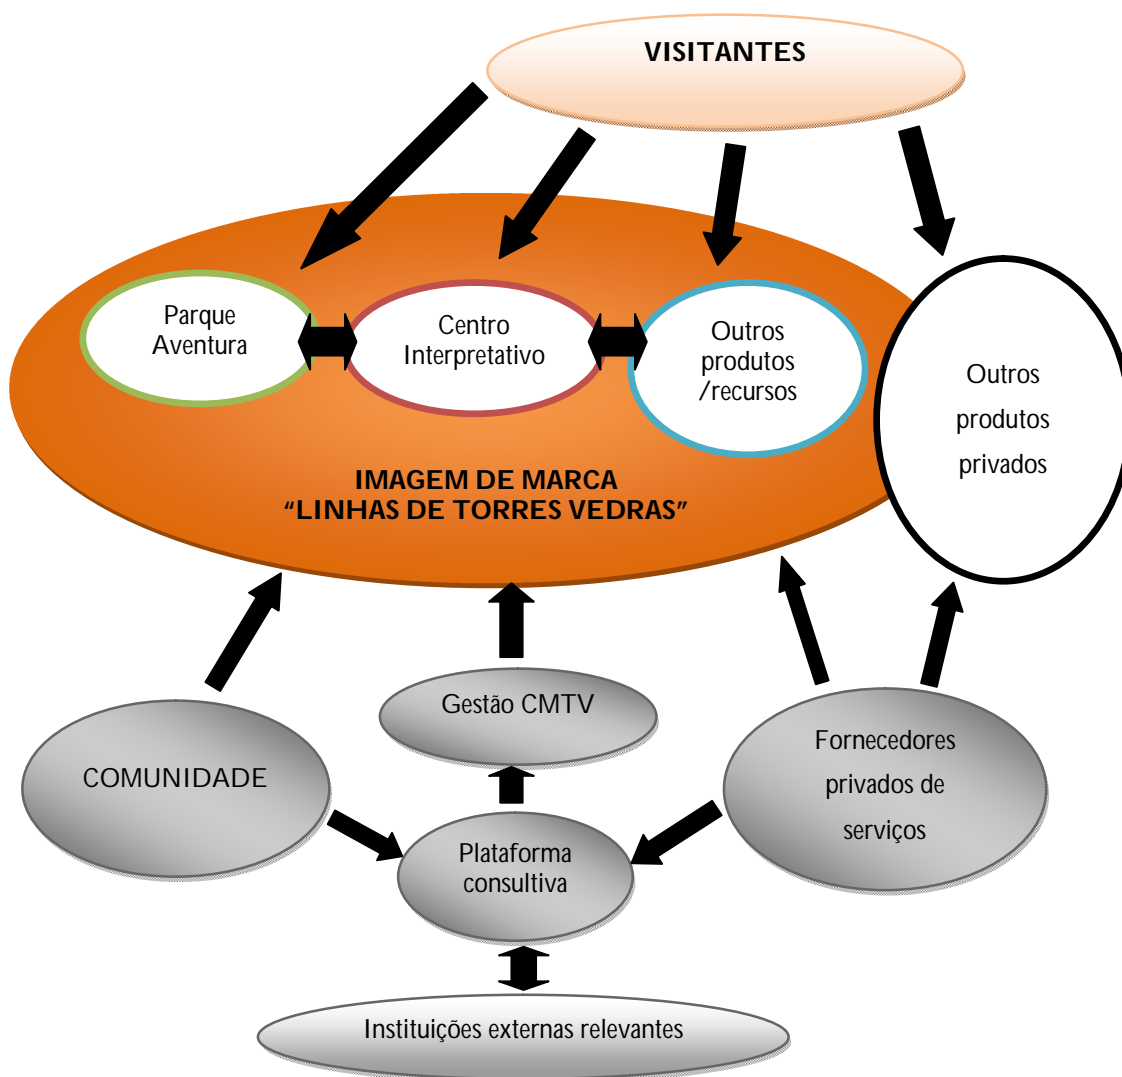 VISITANTES
Parque
Aventura
Centro
Interpretativo
Outros
produtos
/recursos
Outros
produtos
privados
IMAGEM DE MARCA
“LINHAS DE TORRES VEDRAS”
Gestão CMTV
COMUNIDADE
Fornecedores
privados de
serviços
Plataforma
consultiva
Instituições externas relevantes